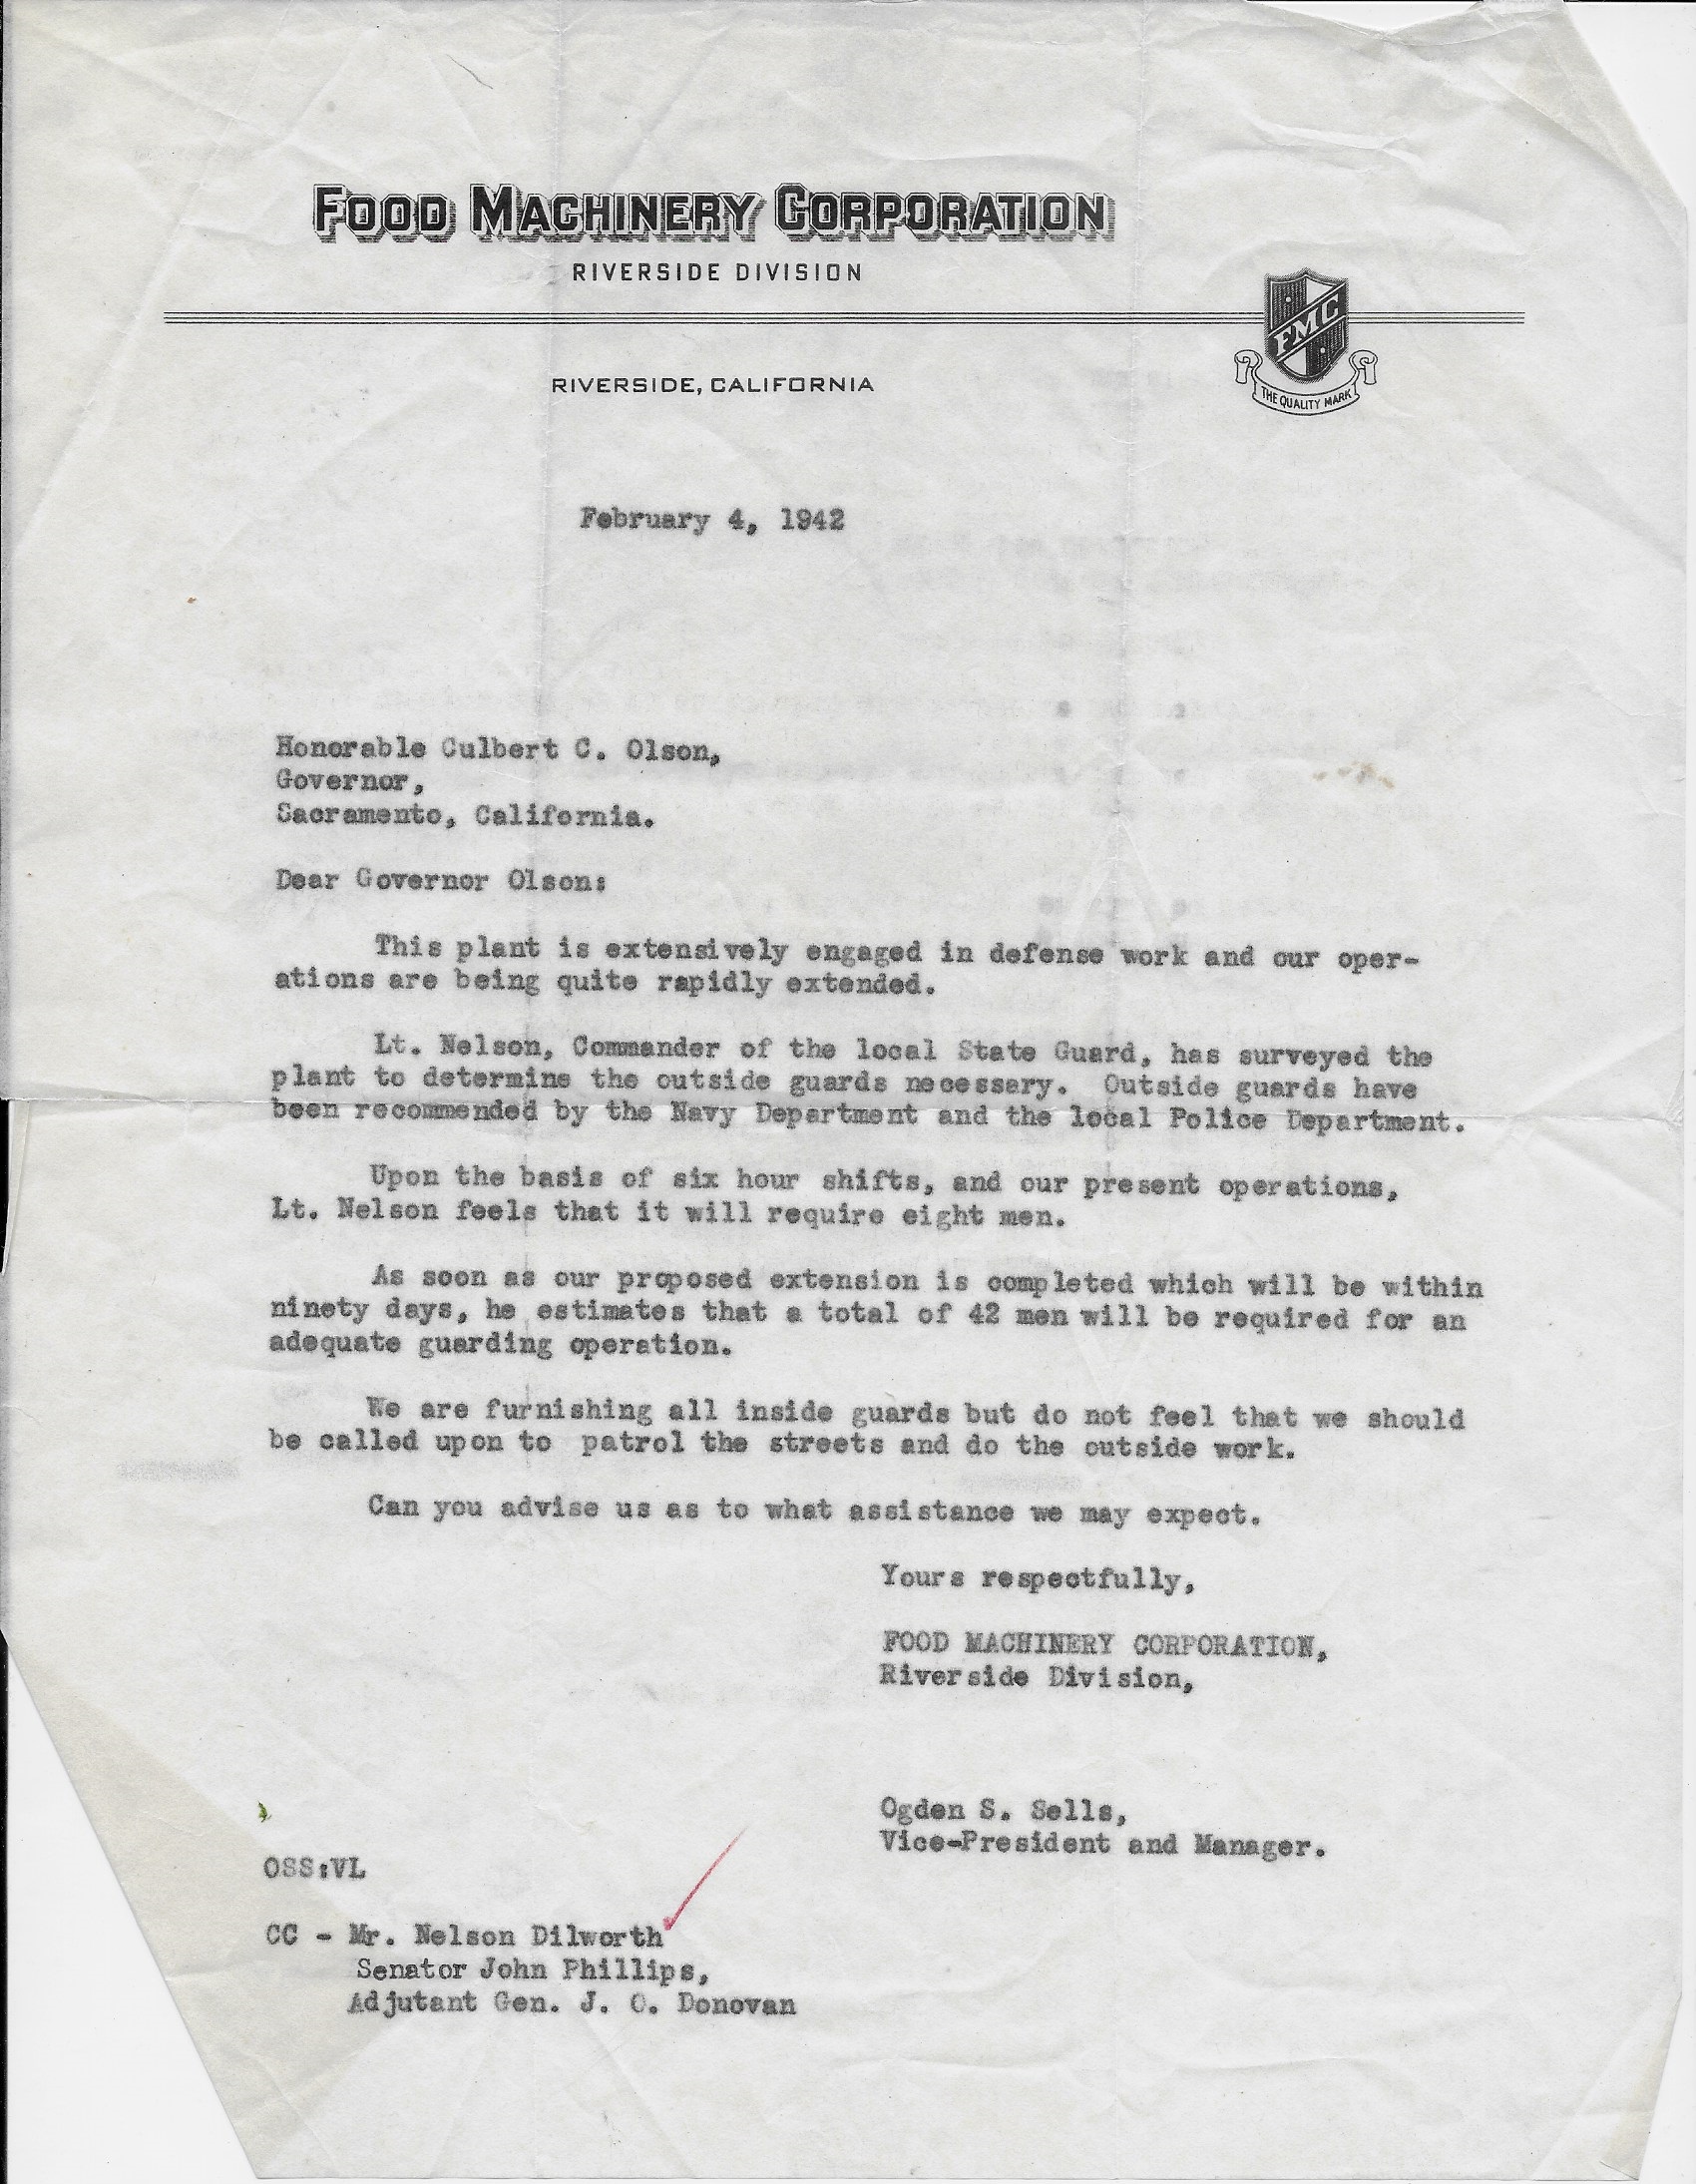 FOOD MACHINERY CORPORATION
RIVERSIDE DIVISION
FMC
THE QUALITY MARK
RIVERSIDE, CALIFORNIA
February 4, 1942
Honorable Culbert C. Olson,
Governor,
Sacramento, California.
Dear Governor Olson:
This plant is extensively engaged in defense work and our oper-
ations are being quite rapidly extended.
Lt. Nelson, Commander of the local State Guard, has surveyed the
plant to determine the outside guards necessary. Outside guards have
been recommended by the Navy Department and the local Police Department.
Upon the basis of six hour shifts, and our present operations,
Lt. Nelson feels that it will require eight men.
As soon as our proposed extension is completed which will be within
ninety days, he estimates that a total of 42 men will be required for an
adequate guarding operation.
We are furnishing all inside guards but do not feel that we should
be called upon to patrol the streets and do the outside work.
Can you advise us as to what assistance we may expect.
Yours respectfully,
FOOD MACHINERY CORPORATION,
Riverside Division,
Ogden S. Sells,
Vice-President and Manager.
OSS:VL
CC - Mr. Nelson Dilworth
Senator John Phillips,
Adjutant Gen. J. O. Donovan